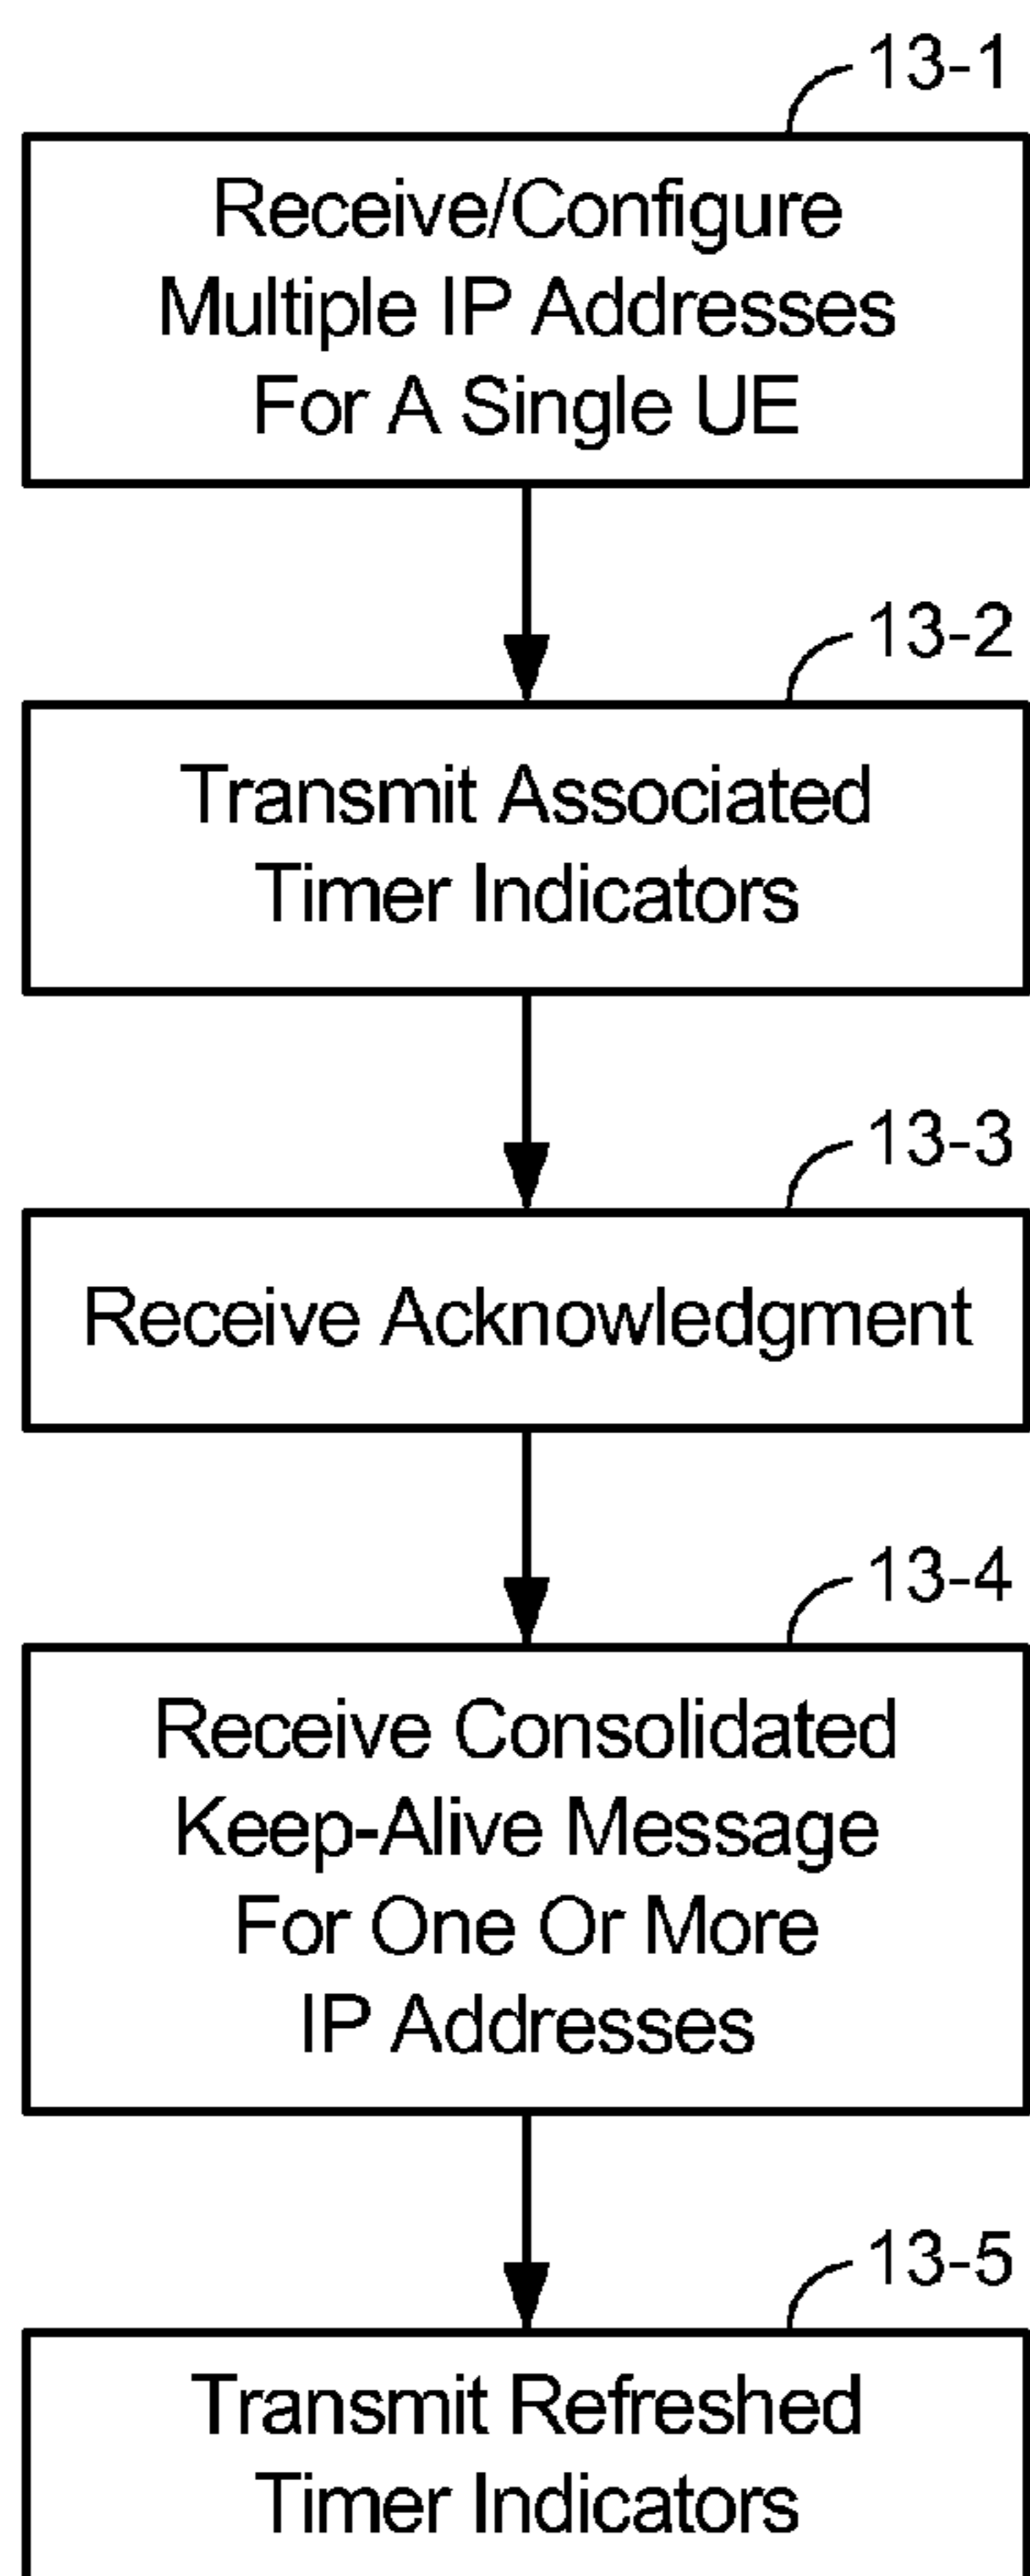 13-1
Receive/Configure
Multiple IP Addresses
For A Single UE
13-2
Transmit Associated
Timer Indicators
13-3
Receive Acknowledgment
13-4
Receive Consolidated
Keep-Alive Message
For One Or More
IP Addresses
13-5
Transmit Refreshed
Timer Indicators